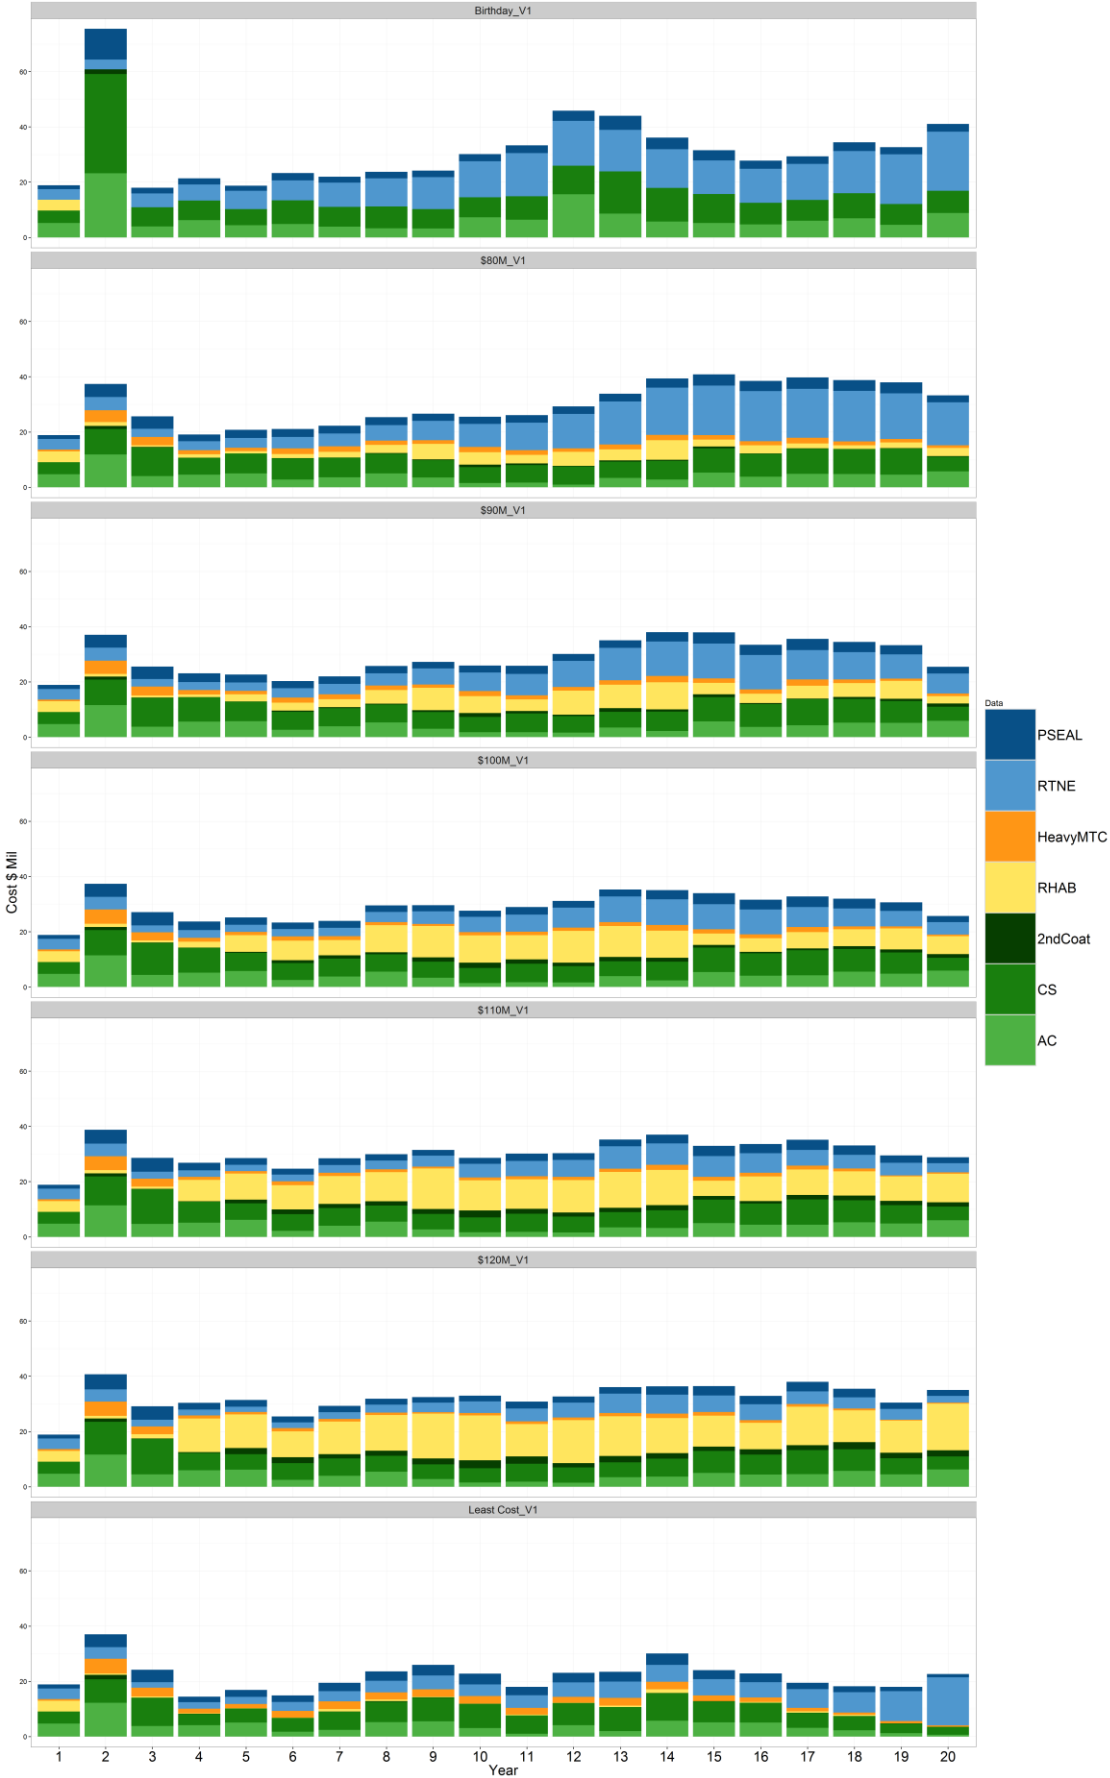 Birthday_V1
60
40
20
0
$80M_V1
60
40
20
0
$90M_V1
60
40
20
0
$100M_V1
60
40
20
0
$110M_V1
60
40
20
0
$120M_V1
60
40
20
0
Least Cost_V1
60
40
20
0
1 2 3 4 5 6 7 8 9 10 11 12 13 14 15 16 17 18 19 20
Year
Cost $ Mil
Data
PSEAL
RTNE
HeavyMTC
RHAB
2ndCoat
CS
AC